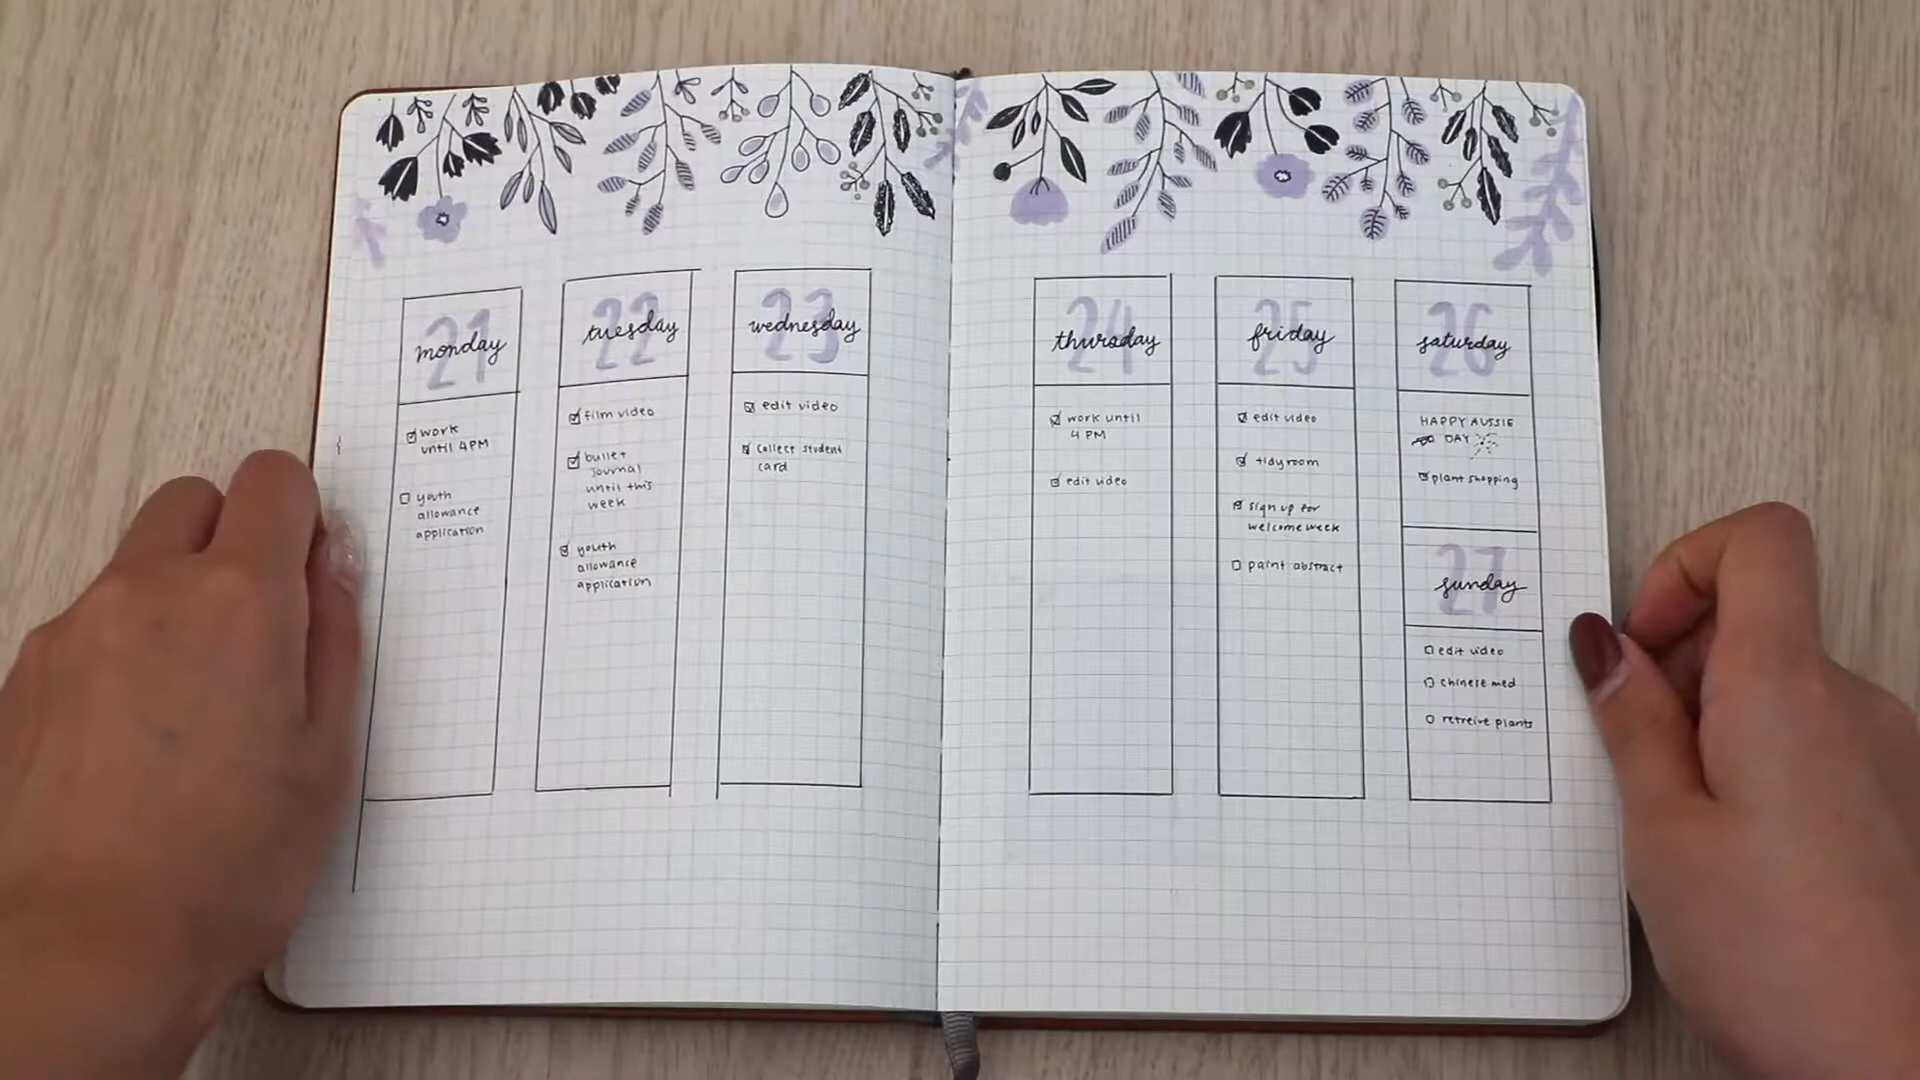 21
monday
work
until 4PM
youth
allowance
application
22
tuesday
film video
bullet
journal
until this
week
youth
allowance
application
23
wednesday
edit video
collect student
card
24
thursday
work until
4 PM
edit video
25
friday
edit video
tidy room
sign up for
welcome week
paint abstract
26
saturday
HAPPY AUSSIE
DAY
plant shopping
27
sunday
edit video
chinese med
retreive plants